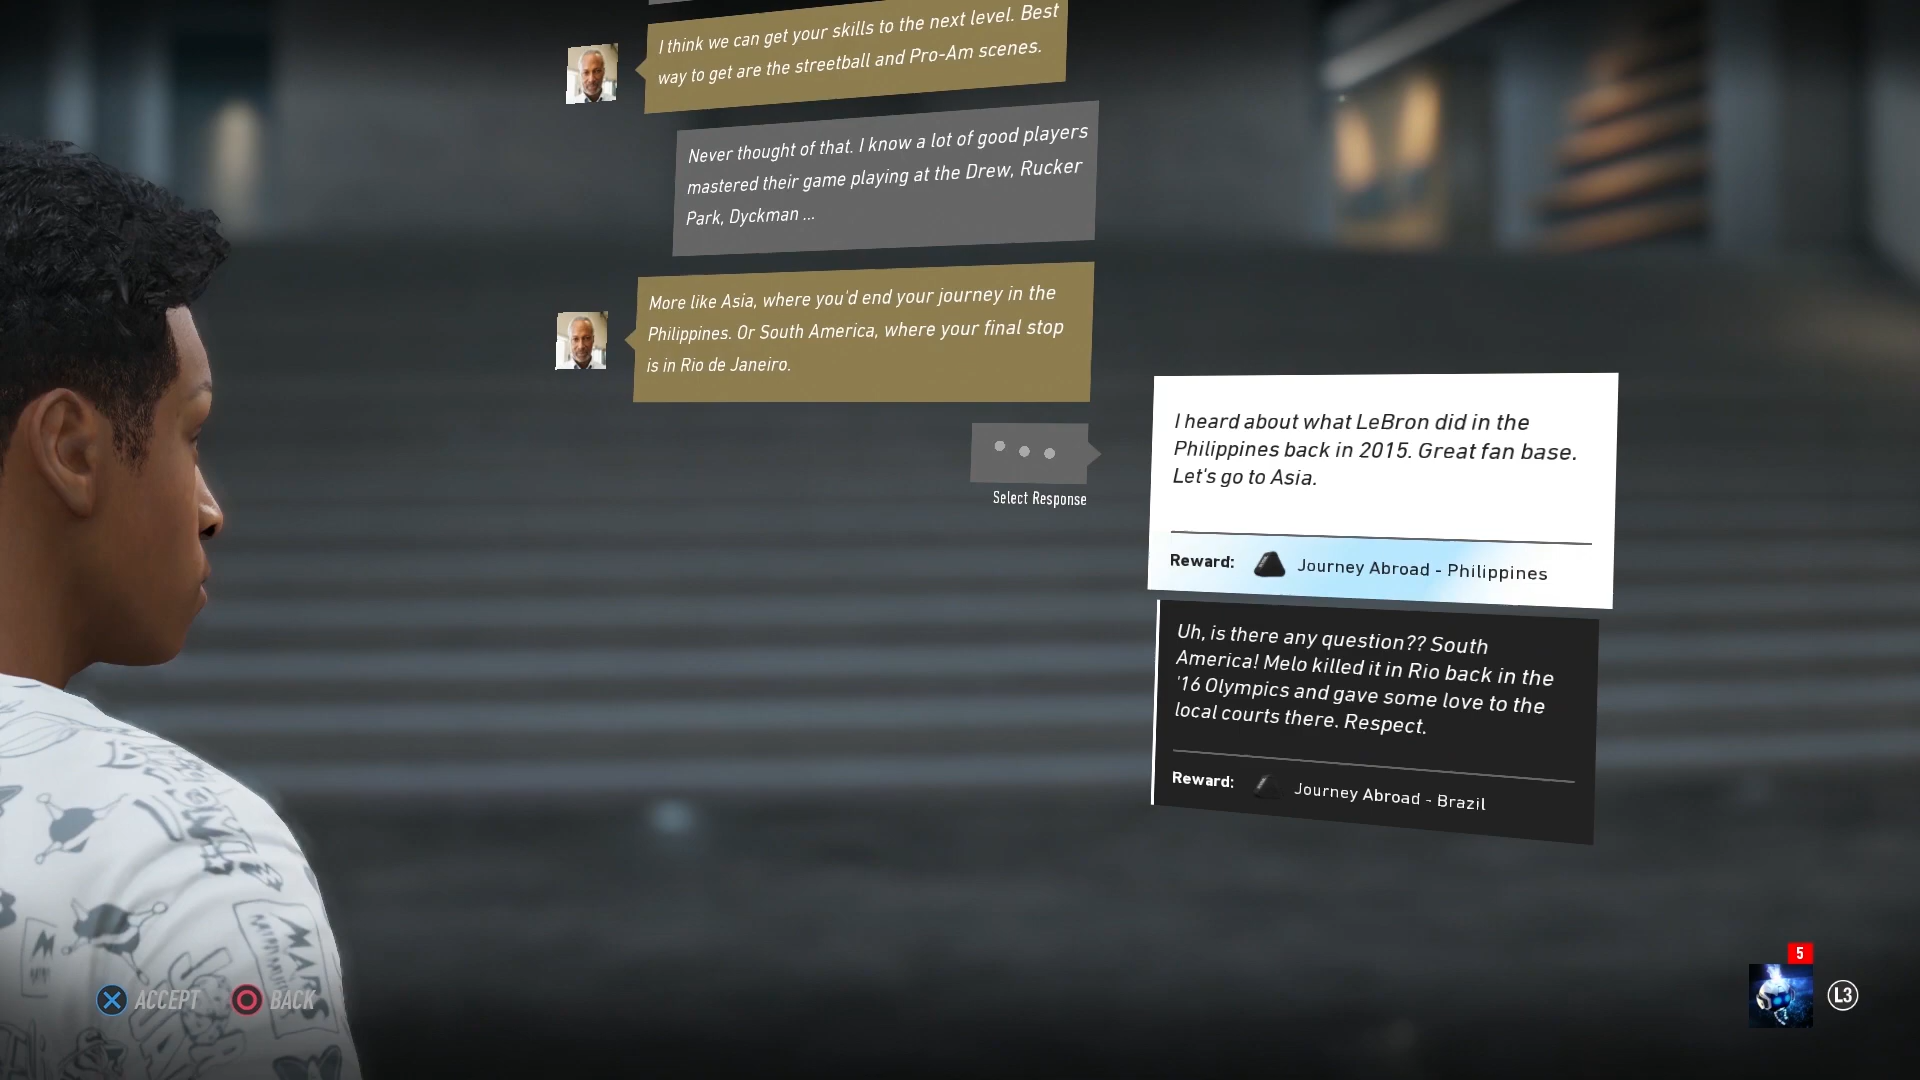 I think we can get your skills to the next level. Best
way to get are the streetball and Pro-Am scenes.
Never thought of that. I know a lot of good players
mastered their game playing at the Drew, Rucker
Park, Dyckman ...
More like Asia, where you'd end your journey in the
Philippines. Or South America, where your final stop
is in Rio de Janeiro.
Select Response
I heard about what LeBron did in the
Philippines back in 2015. Great fan base.
Let's go to Asia.
Reward: Journey Abroad - Philippines
Uh, is there any question?? South
America! Melo killed it in Rio back in the
'16 Olympics and gave some love to the
local courts there. Respect.
Reward: Journey Abroad - Brazil
MARS
5
L3
ACCEPT BACK